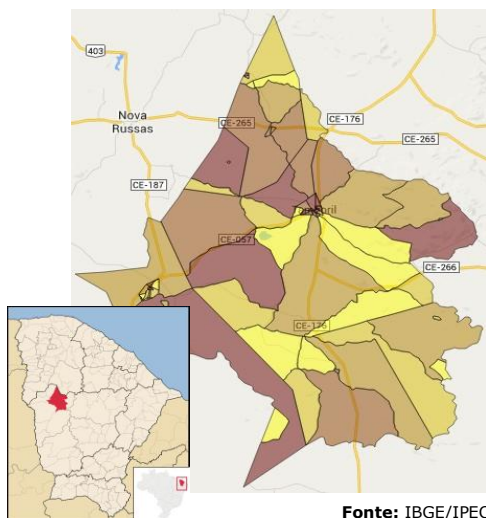 403
Nova
Russas
CE-265
CE-176
CE-265
CE-187
Tamboril
CE-057
CE-266
CE-176
Fonte: IBGE/IPEC